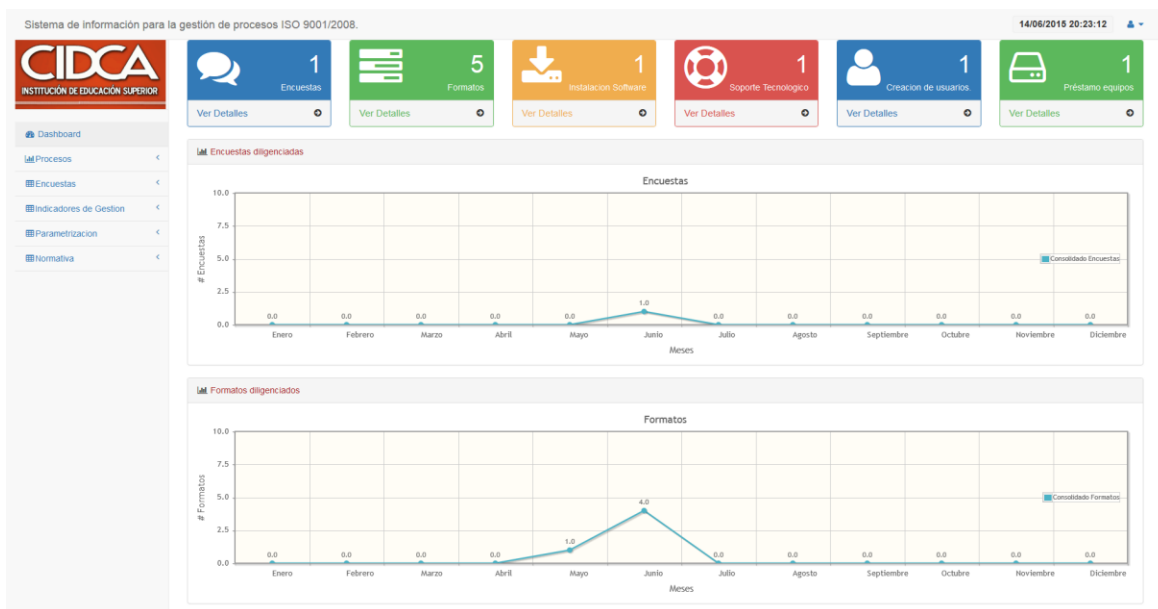 Sistema de información para la gestión de procesos ISO 9001/2008.
14/06/2015 20:23:12
CIDCA
INSTITUCIÓN DE EDUCACIÓN SUPERIOR
1
Encuestas
Ver Detalles
5
Formatos
Ver Detalles
1
Instalacion Software
Ver Detalles
1
Soporte Tecnologico
Ver Detalles
1
Creacion de usuarios
Ver Detalles
1
Préstamo equipos
Ver Detalles
Dashboard
Procesos
Encuestas
Indicadores de Gestion
Parametrizacion
Normativa
Encuestas diligenciadas
Encuestas
# Encuestas
10.0
7.5
5.0
2.5
0.0
Consolidado Encuestas
0.0 0.0 0.0 0.0 0.0 1.0 0.0 0.0 0.0 0.0 0.0 0.0
Enero Febrero Marzo Abril Mayo Junio Julio Agosto Septiembre Octubre Noviembre Diciembre
Meses
Formatos diligenciados
Formatos
# Formatos
10.0
7.5
5.0
2.5
0.0
Consolidado Formatos
0.0 0.0 0.0 0.0 1.0 4.0 0.0 0.0 0.0 0.0 0.0 0.0
Enero Febrero Marzo Abril Mayo Junio Julio Agosto Septiembre Octubre Noviembre Diciembre
Meses